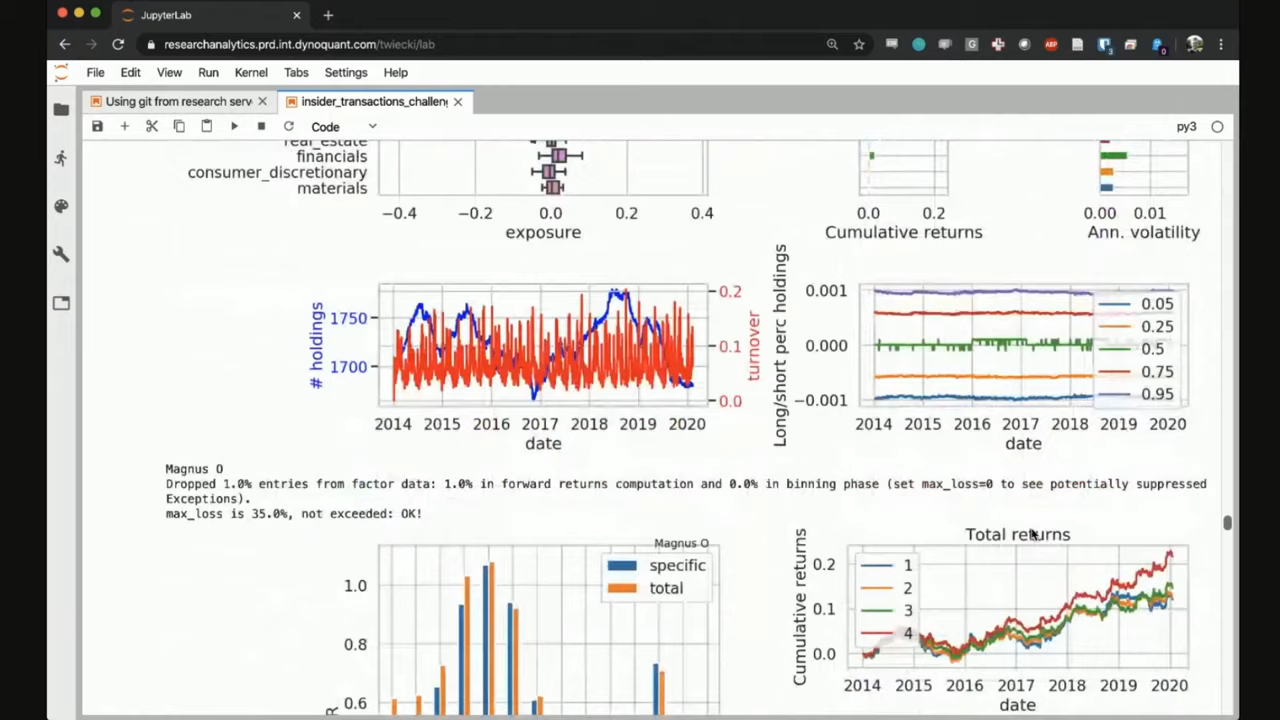 JupyterLab
researchanalytics.prd.int.dynoquant.com/twiecki/lab
File Edit View Run Kernel Tabs Settings Help
Using git from research serv
insider_transactions_challen
Code
py3
real_estate
financials
consumer_discretionary
materials
−0.4 −0.2 0.0 0.2 0.4
exposure
0.0 0.2
Cumulative returns
0.00 0.01
Ann. volatility
# holdings
1750
1700
0.2
0.1
0.0
turnover
2014 2015 2016 2017 2018 2019 2020
date
Long/short perc holdings
0.001
0.000
−0.001
0.05
0.25
0.5
0.75
0.95
2014 2015 2016 2017 2018 2019 2020
date
Magnus O
Dropped 1.0% entries from factor data: 1.0% in forward returns computation and 0.0% in binning phase (set max_loss=0 to see potentially suppressed
Exceptions).
max_loss is 35.0%, not exceeded: OK!
Magnus O
specific
total
1.0
0.8
0.6
R
Total returns
Cumulative returns
0.2
0.1
0.0
1
2
3
4
2014 2015 2016 2017 2018 2019 2020
date